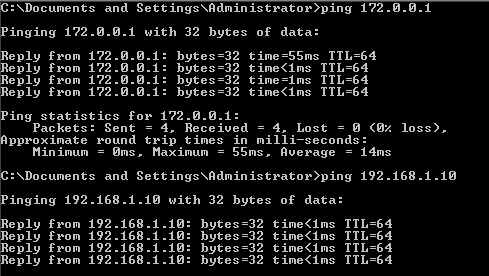 C:\Documents and Settings\Administrator>ping 172.0.0.1
Pinging 172.0.0.1 with 32 bytes of data:
Reply from 172.0.0.1: bytes=32 time=55ms TTL=64
Reply from 172.0.0.1: bytes=32 time<1ms TTL=64
Reply from 172.0.0.1: bytes=32 time=1ms TTL=64
Reply from 172.0.0.1: bytes=32 time<1ms TTL=64
Ping statistics for 172.0.0.1:
    Packets: Sent = 4, Received = 4, Lost = 0 (0% loss),
Approximate round trip times in milli-seconds:
    Minimum = 0ms, Maximum = 55ms, Average = 14ms
C:\Documents and Settings\Administrator>ping 192.168.1.10
Pinging 192.168.1.10 with 32 bytes of data:
Reply from 192.168.1.10: bytes=32 time<1ms TTL=64
Reply from 192.168.1.10: bytes=32 time<1ms TTL=64
Reply from 192.168.1.10: bytes=32 time<1ms TTL=64
Reply from 192.168.1.10: bytes=32 time<1ms TTL=64